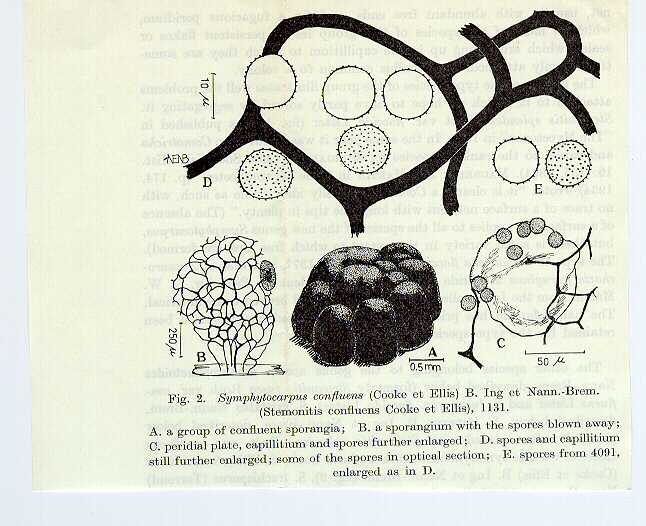 10 µ
NENB
D
E
250 µ
B
A
0.5mm
C
50 µ
Fig. 2. Symphytocarpus confluens (Cooke et Ellis) B. Ing et Nann.-Brem.
(Stemonitis confluens Cooke et Ellis), 1131.
A. a group of confluent sporangia; B. a sporangium with the spores blown away;
C. peridial plate, capillitium and spores further enlarged; D. spores and capillitium
still further enlarged; some of the spores in optical section; E. spores from 4091,
enlarged as in D.